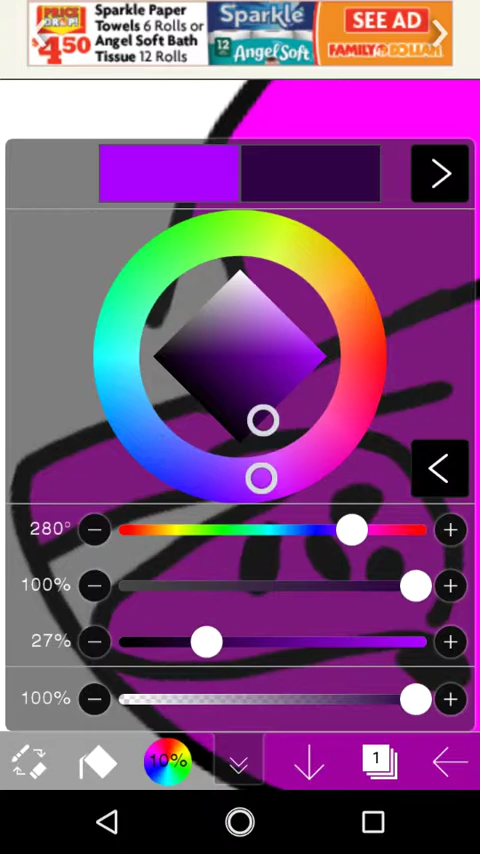 PRICE DROP!
$4.50
Sparkle Paper
Towels 6 Rolls or
Angel Soft Bath
Tissue 12 Rolls
Sparkle
12
Angel Soft
SEE AD
FAMILY DOLLAR
280°
100%
27%
100%
10%
1